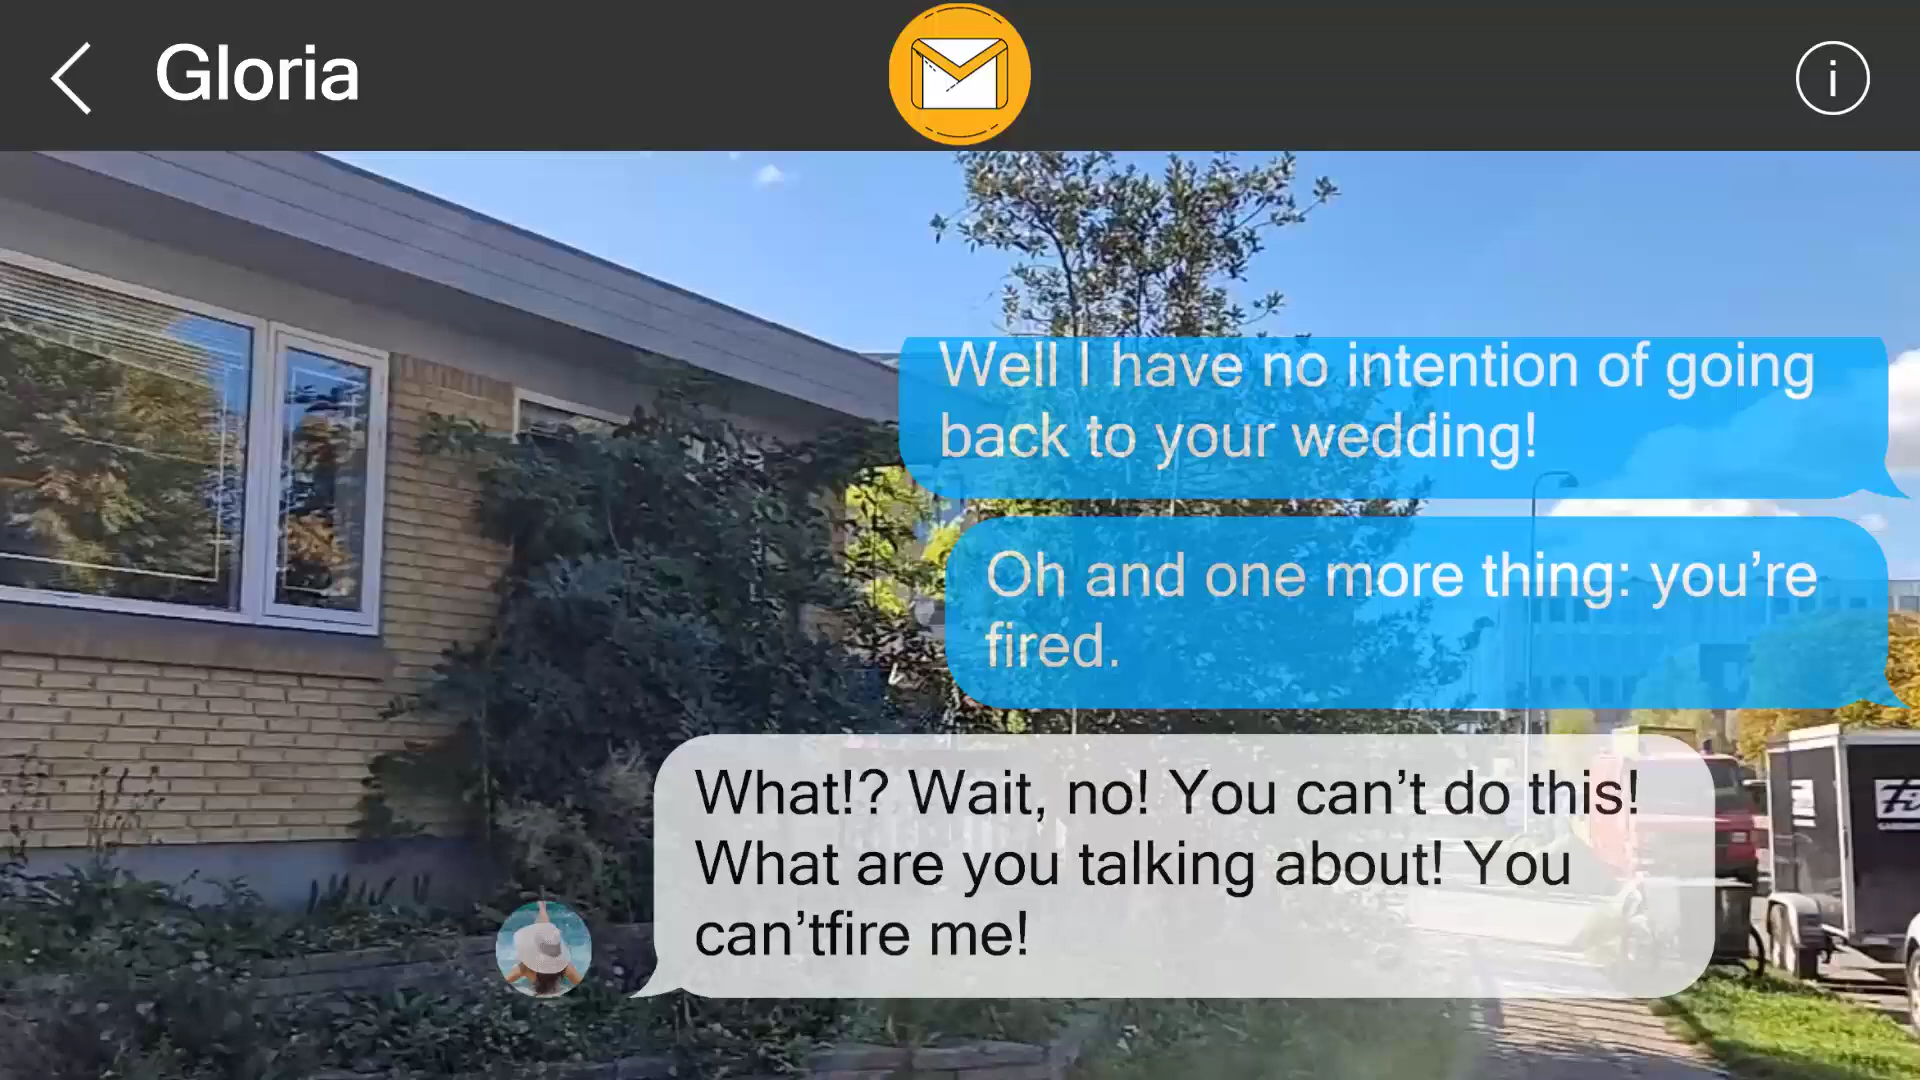 Gloria
Well I have no intention of going
back to your wedding!
Oh and one more thing: you’re
fired.
What!? Wait, no! You can’t do this!
What are you talking about! You
can’tfire me!